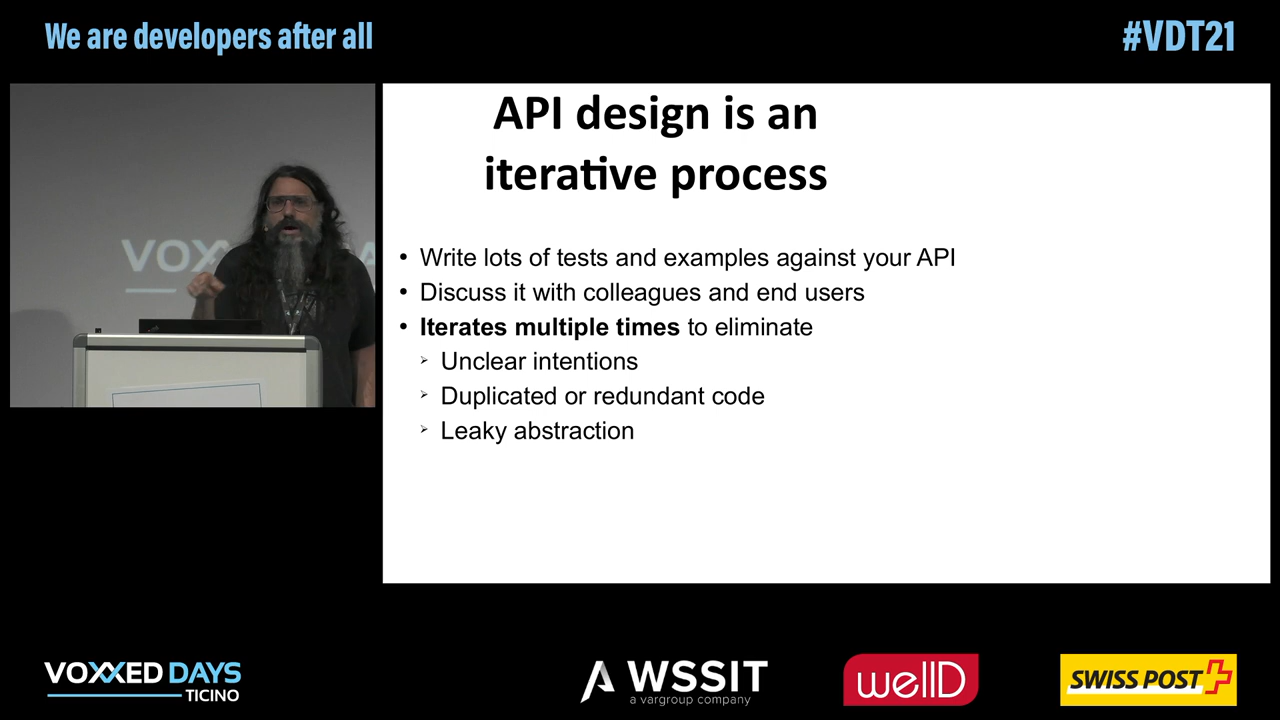 We are developers after all
#VDT21
VOXX A
API design is an
iterative process
• Write lots of tests and examples against your API
• Discuss it with colleagues and end users
• Iterates multiple times to eliminate
➢ Unclear intentions
➢ Duplicated or redundant code
➢ Leaky abstraction
VOXXED DAYS
TICINO
WSSIT
a vargroup company
wellD
SWISS POST